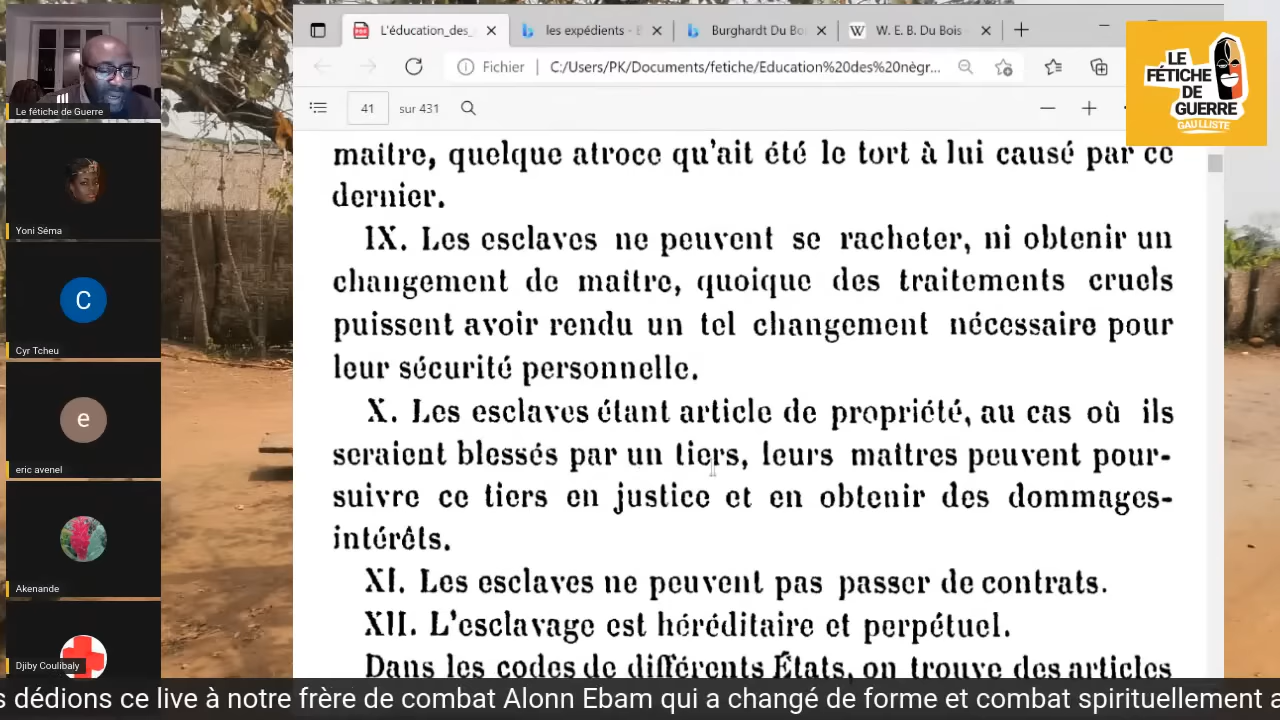 L'éducation_des_
les expédients - B
Burghardt Du Bo
W. E. B. Du Bois
Fichier
C:/Users/PK/Documents/fetiche/Education%20des%20nègr...
41
sur 431
LE
FÉTICHE
DE
GUERRE
GAULLISTE
Le fétiche de Guerre
Yoni Séma
C
Cyr Tcheu
e
eric avenel
Akenande
Djiby Coulibaly
maître, quelque atroce qu'ait été le tort à lui causé par ce
dernier.
IX. Les esclaves ne peuvent se racheter, ni obtenir un
changement de maître, quoique des traitements cruels
puissent avoir rendu un tel changement nécessaire pour
leur sécurité personnelle.
X. Les esclaves étant article de propriété, au cas où ils
seraient blessés par un tiers, leurs maîtres peuvent pour-
suivre ce tiers en justice et en obtenir des dommages-
intérêts.
XI. Les esclaves ne peuvent pas passer de contrats.
XII. L'esclavage est héréditaire et perpétuel.
Dans les codes de différents États, on trouve des articles
s dédions ce live à notre frère de combat Alonn Ebam qui a changé de forme et combat spirituellement a